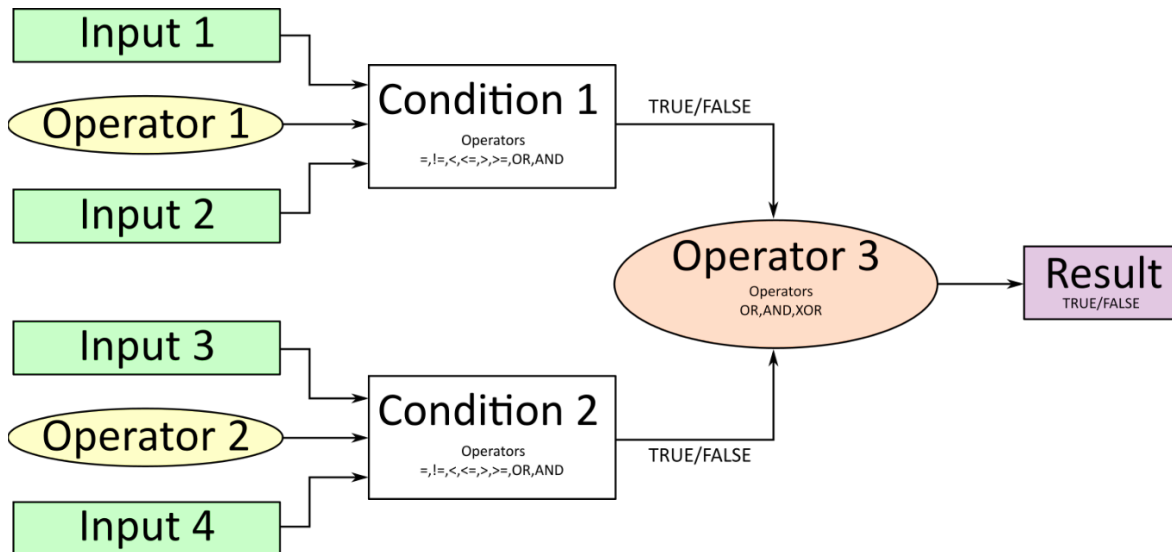 Input 1
Operator 1
Input 2
Condition 1
Operators
=,!=,<,<=,>,>=,OR,AND
TRUE/FALSE
Input 3
Operator 2
Input 4
Condition 2
Operators
=,!=,<,<=,>,>=,OR,AND
TRUE/FALSE
Operator 3
Operators
OR,AND,XOR
Result
TRUE/FALSE